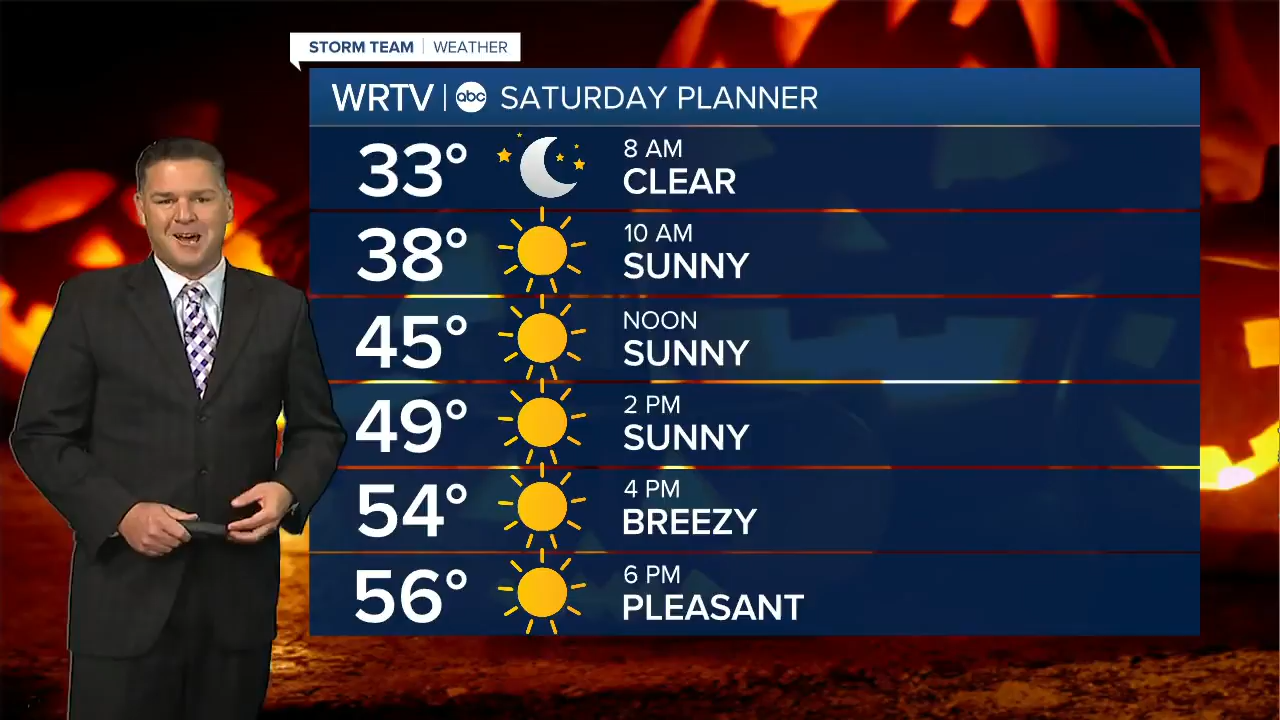 STORM TEAM | WEATHER
WRTV | abc SATURDAY PLANNER
33° 8 AM
CLEAR
38° 10 AM
SUNNY
45° NOON
SUNNY
49° 2 PM
SUNNY
54° 4 PM
BREEZY
56° 6 PM
PLEASANT